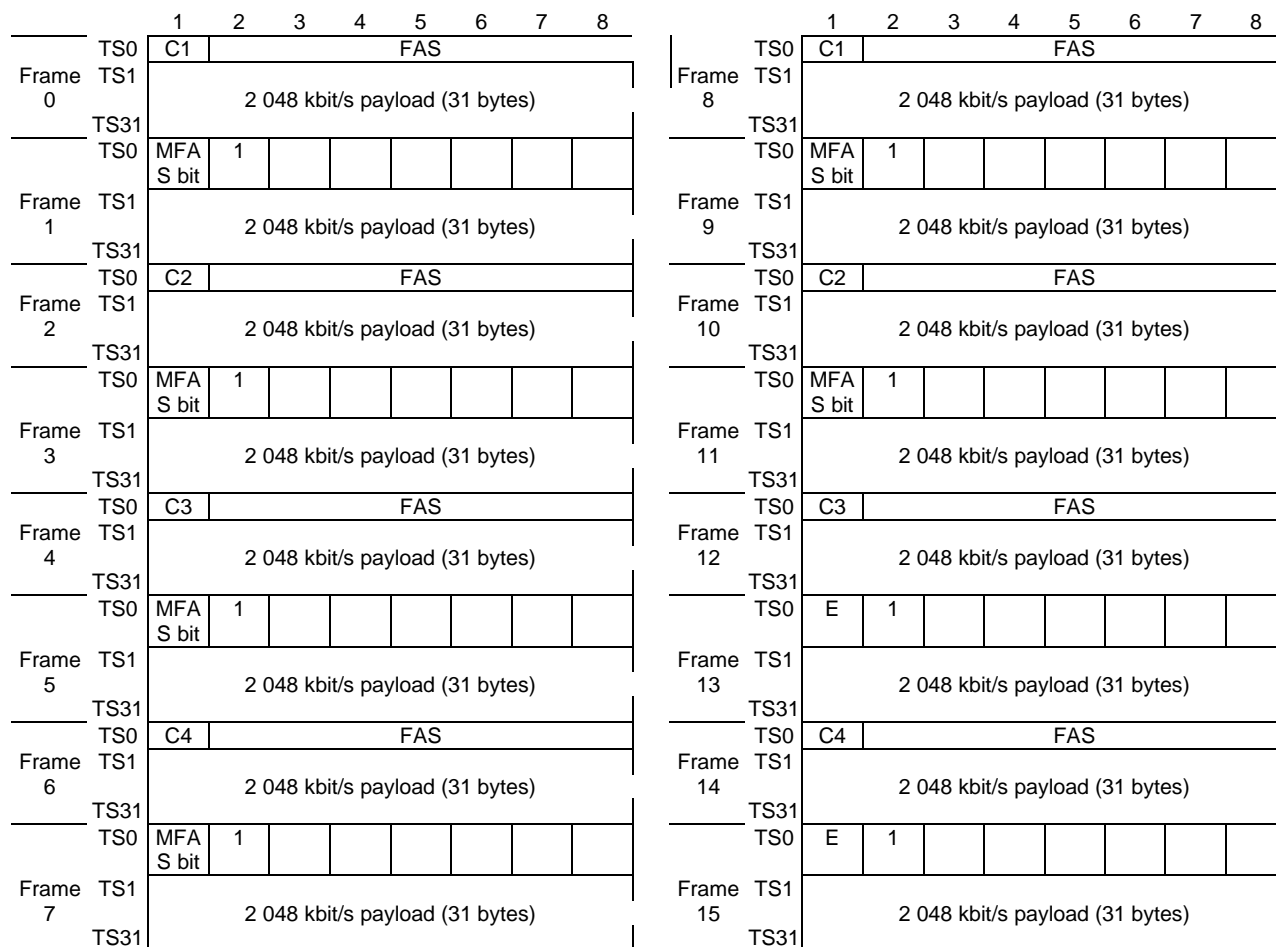 1 2 3 4 5 6 7 8
TS0 C1 FAS
Frame TS1
0 2 048 kbit/s payload (31 bytes)
TS31
TS0 MFA 1
S bit
Frame TS1
1 2 048 kbit/s payload (31 bytes)
TS31
TS0 C2 FAS
Frame TS1
2 2 048 kbit/s payload (31 bytes)
TS31
TS0 MFA 1
S bit
Frame TS1
3 2 048 kbit/s payload (31 bytes)
TS31
TS0 C3 FAS
Frame TS1
4 2 048 kbit/s payload (31 bytes)
TS31
TS0 MFA 1
S bit
Frame TS1
5 2 048 kbit/s payload (31 bytes)
TS31
TS0 C4 FAS
Frame TS1
6 2 048 kbit/s payload (31 bytes)
TS31
TS0 MFA 1
S bit
Frame TS1
7 2 048 kbit/s payload (31 bytes)
TS31
1 2 3 4 5 6 7 8
TS0 C1 FAS
Frame TS1
8 2 048 kbit/s payload (31 bytes)
TS31
TS0 MFA 1
S bit
Frame TS1
9 2 048 kbit/s payload (31 bytes)
TS31
TS0 C2 FAS
Frame TS1
10 2 048 kbit/s payload (31 bytes)
TS31
TS0 MFA 1
S bit
Frame TS1
11 2 048 kbit/s payload (31 bytes)
TS31
TS0 C3 FAS
Frame TS1
12 2 048 kbit/s payload (31 bytes)
TS31
TS0 E 1
Frame TS1
13 2 048 kbit/s payload (31 bytes)
TS31
TS0 C4 FAS
Frame TS1
14 2 048 kbit/s payload (31 bytes)
TS31
TS0 E 1
Frame TS1
15 2 048 kbit/s payload (31 bytes)
TS31